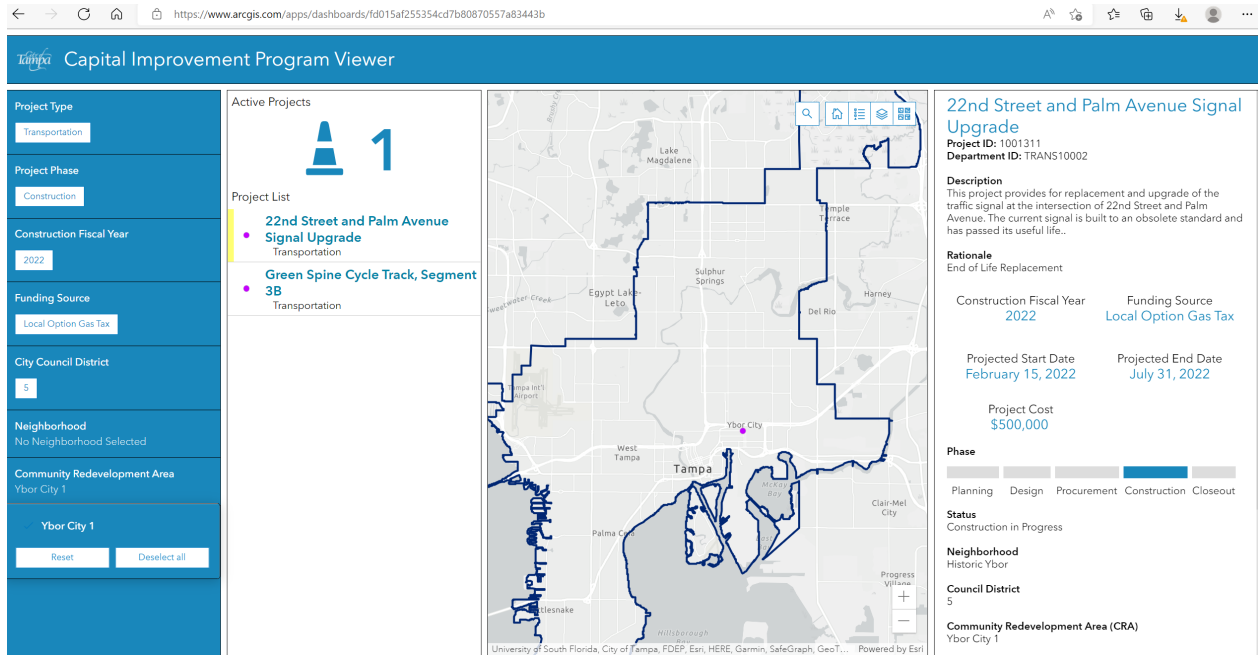 https://www.arcgis.com/apps/dashboards/fd015af255354cd7b80870557a83443b
Tampa Capital Improvement Program Viewer
Project Type
Transportation
Project Phase
Construction
Construction Fiscal Year
2022
Funding Source
Local Option Gas Tax
City Council District
5
Neighborhood
No Neighborhood Selected
Community Redevelopment Area
Ybor City 1
Ybor City 1
Reset Deselect all
Active Projects
1
Project List
22nd Street and Palm Avenue
Signal Upgrade
Transportation
Green Spine Cycle Track, Segment
3B
Transportation
Lake
Magdalene
Temple
Terrace
Sulphur
Springs
Egypt Lake-
Leto
Sweetwater-Creek
Harney
Del Rio
Tampa Int'l
Airport
Ybor City
West
Tampa
Tampa
McKay
Bay
Clair-Mel
City
Palma Ceia
East
Progress
Village
Hillsborough
Bay
University of South Florida, City of Tampa, FDEP, Esri, HERE, Garmin, SafeGraph, GeoT... Powered by Esri
22nd Street and Palm Avenue Signal
Upgrade
Project ID: 1001311
Department ID: TRANS10002
Description
This project provides for replacement and upgrade of the
traffic signal at the intersection of 22nd Street and Palm
Avenue. The current signal is built to an obsolete standard and
has passed its useful life..
Rationale
End of Life Replacement
Construction Fiscal Year Funding Source
2022 Local Option Gas Tax
Projected Start Date Projected End Date
February 15, 2022 July 31, 2022
Project Cost
$500,000
Phase
Planning Design Procurement Construction Closeout
Status
Construction in Progress
Neighborhood
Historic Ybor
Council District
5
Community Redevelopment Area (CRA)
Ybor City 1